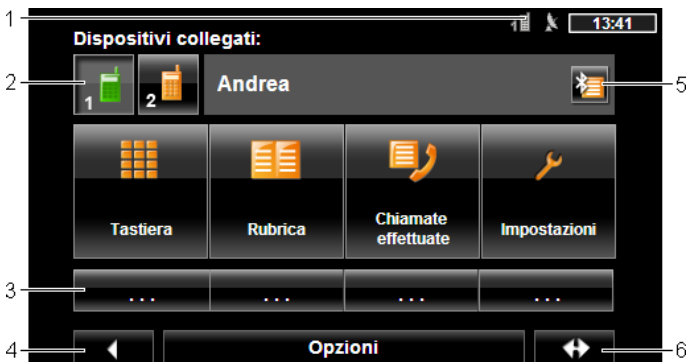 1
1
13:41
Dispositivi collegati:
2
1
2
Andrea
5
Tastiera
Rubrica
Chiamate
effettuate
Impostazioni
3
...
...
...
...
4
Opzioni
6